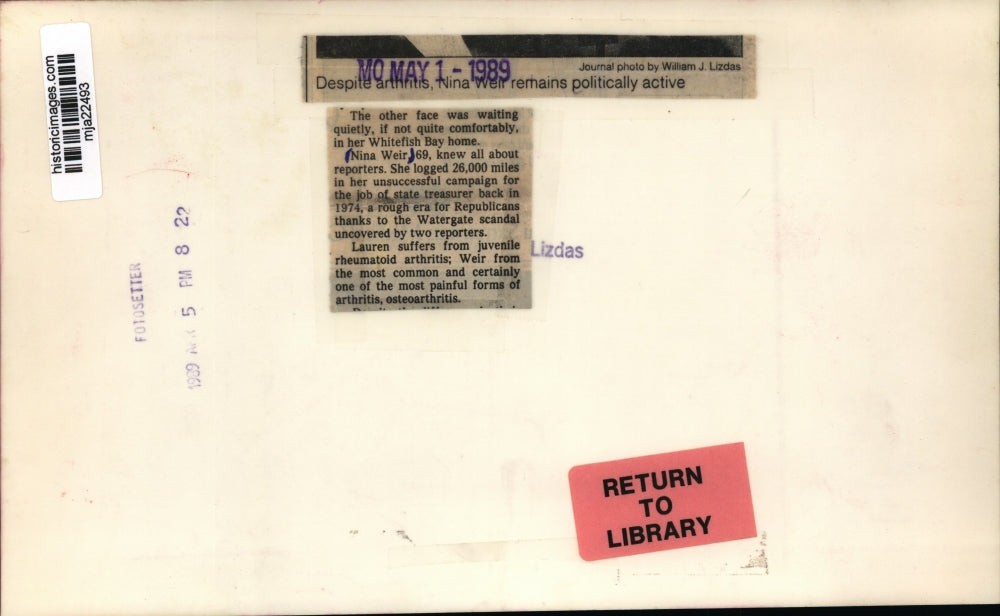 historicimages.com
mja22493
MO MAY 1 - 1989
Journal photo by William J. Lizdas
Despite arthritis, Nina Weir remains politically active
The other face was waiting
quietly, if not quite comfortably,
in her Whitefish Bay home.
(Nina Weir,) 69, knew all about
reporters. She logged 26,000 miles
in her unsuccessful campaign for
the job of state treasurer back in
1974, a rough era for Republicans
thanks to the Watergate scandal
uncovered by two reporters.
Lauren suffers from juvenile
rheumatoid arthritis; Weir from
the most common and certainly
one of the most painful forms of
arthritis, osteoarthritis.
Lizdas
FOTOSETTER
1989 5 PM 8 22
RETURN
TO
LIBRARY